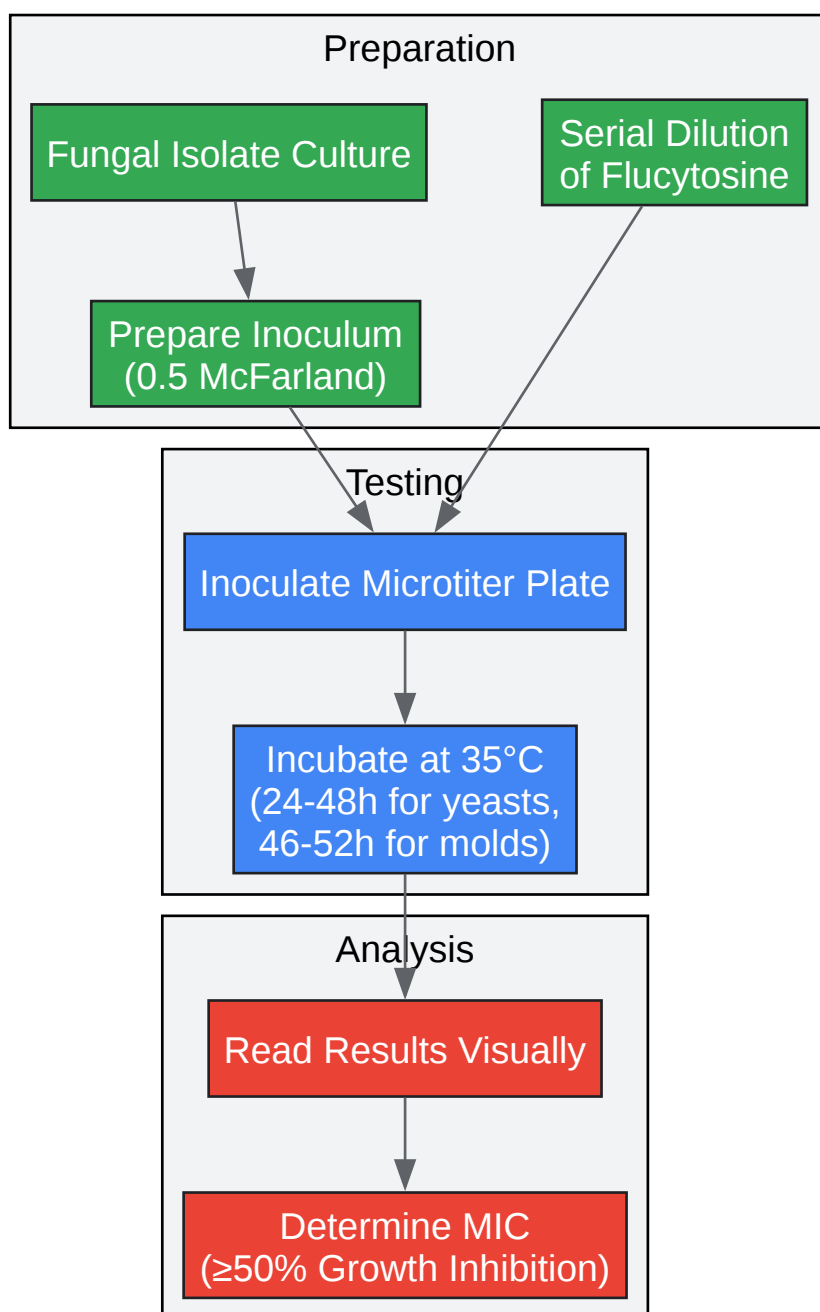 Preparation
Fungal Isolate Culture
Serial Dilution
of Flucytosine
Prepare Inoculum
(0.5 McFarland)
Testing
Inoculate Microtiter Plate
Incubate at 35°C
(24-48h for yeasts,
46-52h for molds)
Analysis
Read Results Visually
Determine MIC
(≥50% Growth Inhibition)